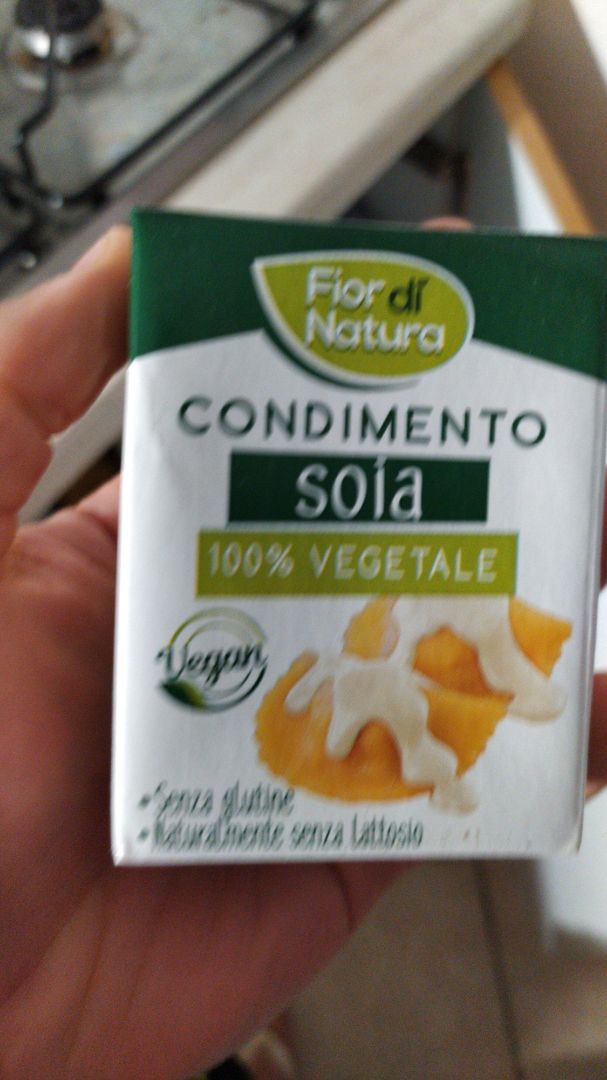 Fior di
Natura
CONDIMENTO
soia
100% VEGETALE
Vegan
Senza glutine
Naturalmente senza lattosio